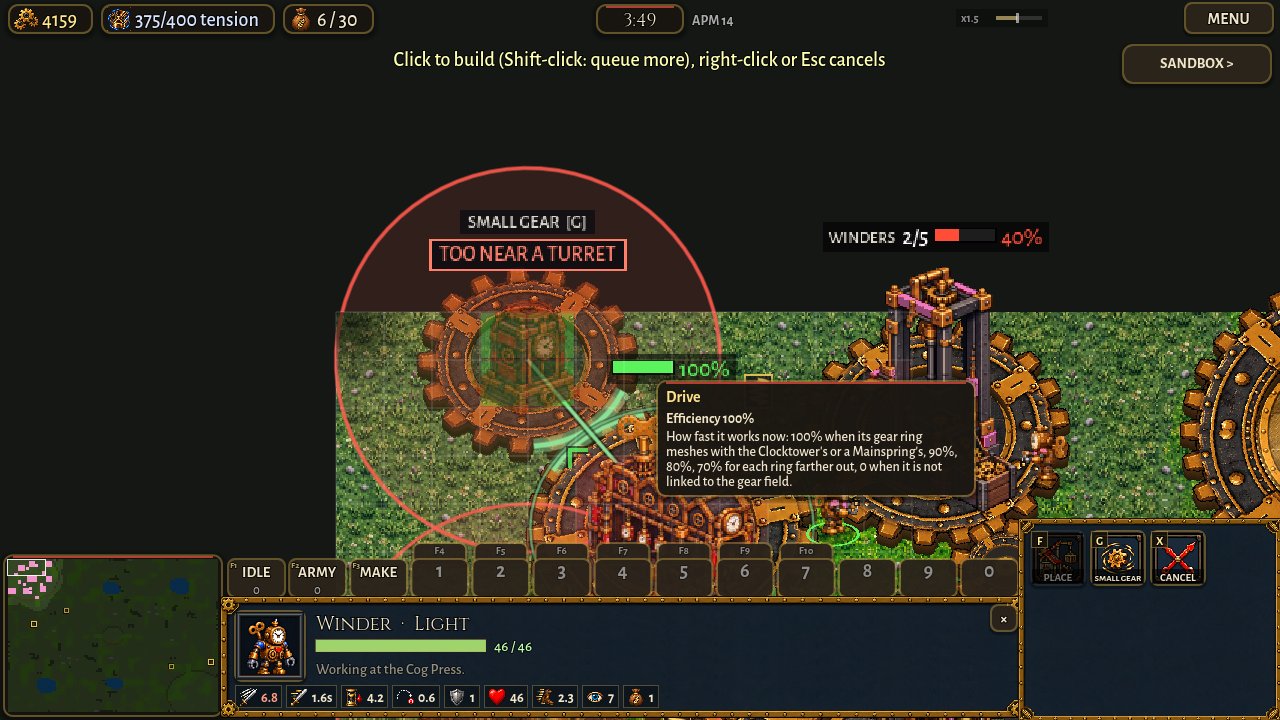 4159
375/400 tension
6 / 30
3:49
APM 14
x1.5
MENU
Click to build (Shift-click: queue more), right-click or Esc cancels
SANDBOX >
SMALL GEAR [G]
TOO NEAR A TURRET
WINDERS 2/5 40%
100%
Drive
Efficiency 100%
How fast it works now: 100% when its gear ring
meshes with the Clocktower's or a Mainspring's, 90%,
80%, 70% for each ring farther out, 0 when it is not
linked to the gear field.
F1 IDLE 0
F2 ARMY 0
F3 MAKE
F4 1
F5 2
F6 3
F7 4
F8 5
F9 6
F10 7
8
9
0
F PLACE
G SMALL GEAR
X CANCEL
Winder · Light
×
46 / 46
Working at the Cog Press.
6.8
1.6s
4.2
0.6
1
46
2.3
7
1